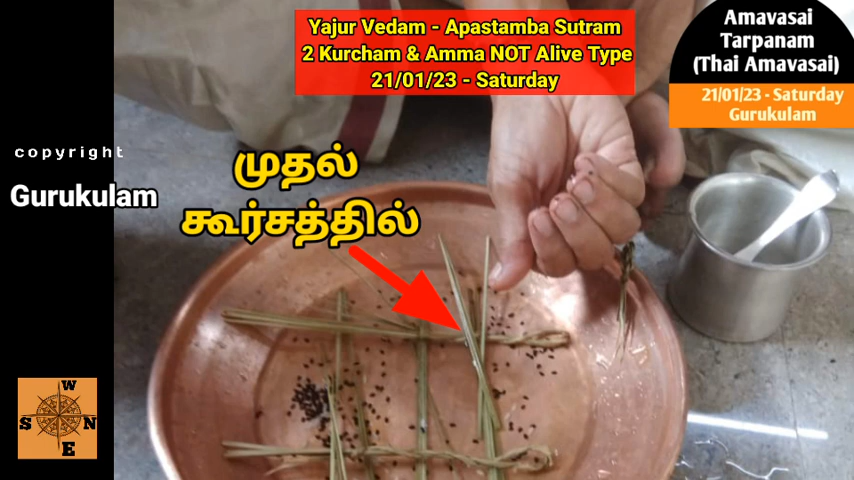 Yajur Vedam - Apastamba Sutram
2 Kurcham & Amma NOT Alive Type
21/01/23 - Saturday
Amavasai
Tarpanam
(Thai Amavasai)
21/01/23 - Saturday
Gurukulam
copyright
Gurukulam
முதல்
கூர்சத்தில்
W
S N
E